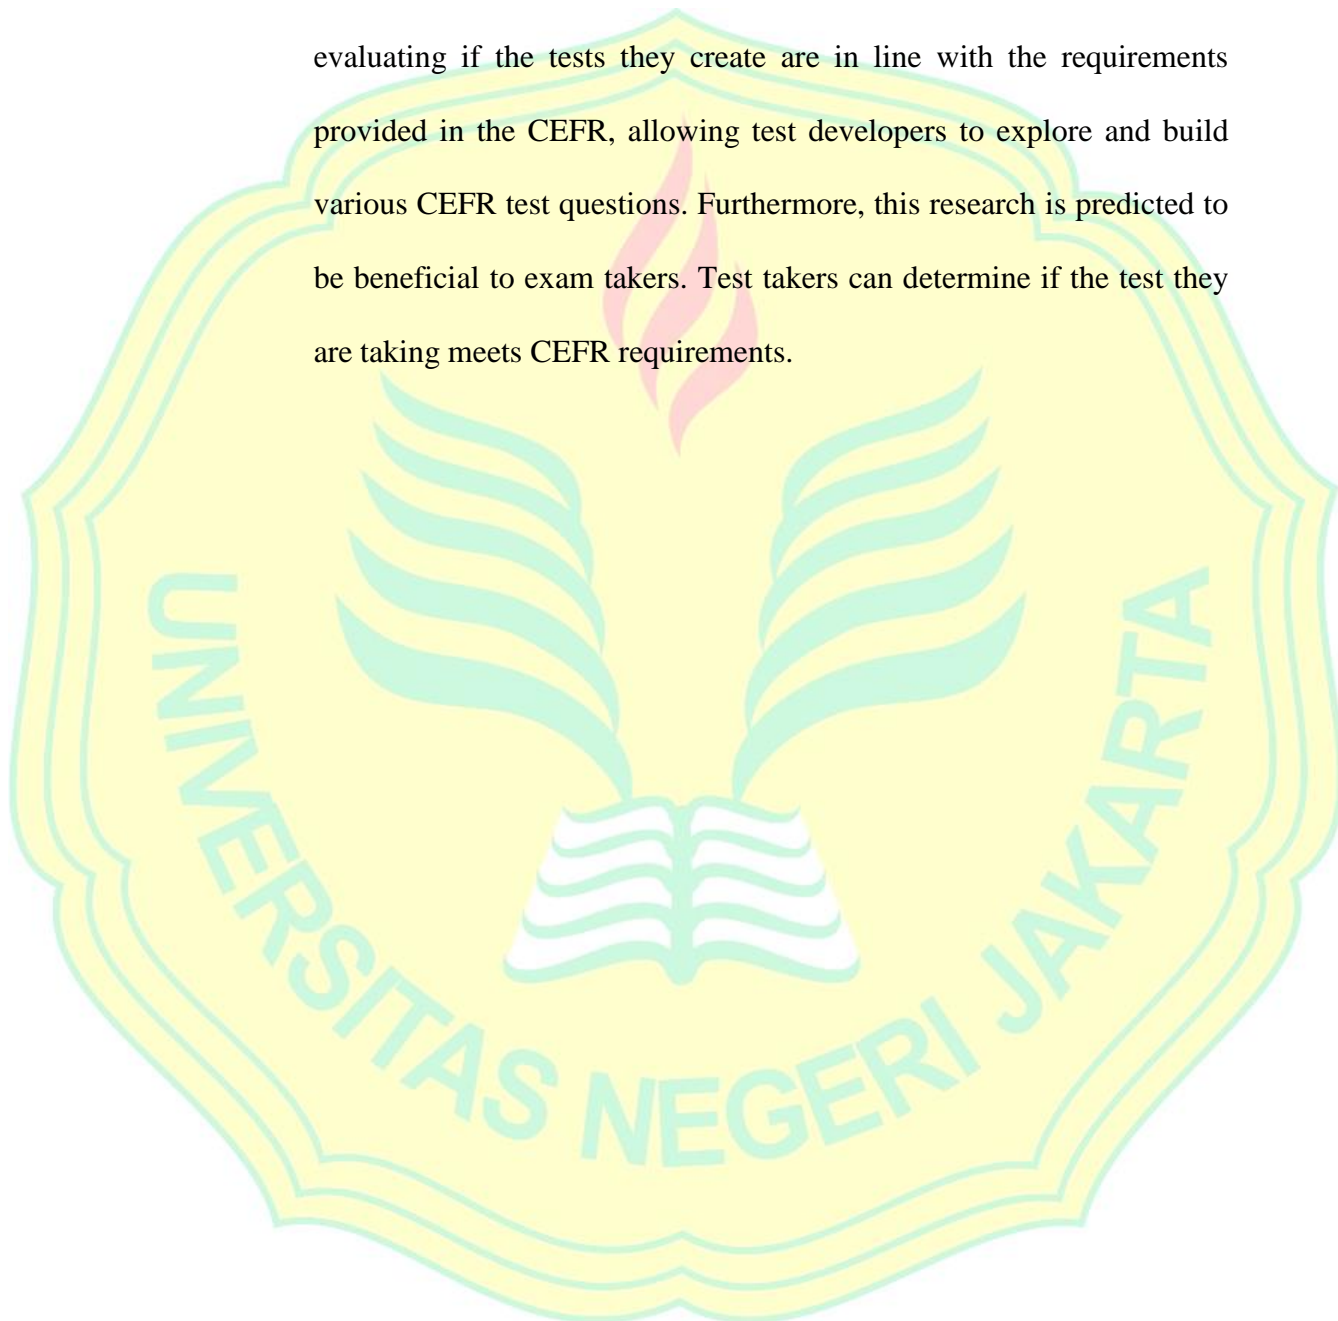 evaluating if the tests they create are in line with the requirements
provided in the CEFR, allowing test developers to explore and build
various CEFR test questions. Furthermore, this research is predicted to
be beneficial to exam takers. Test takers can determine if the test they
are taking meets CEFR requirements.
UNIVERSITAS NEGERI JAKARTA